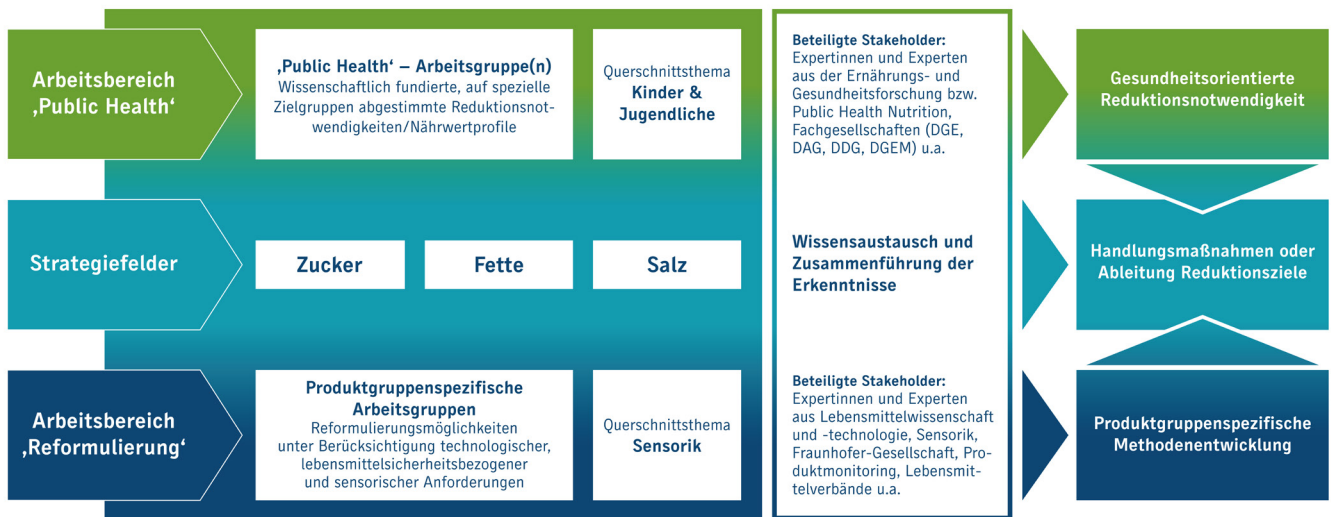 Arbeitsbereich
‚Public Health‘
‚Public Health‘ – Arbeitsgruppe(n)
Wissenschaftlich fundierte, auf spezielle
Zielgruppen abgestimmte Reduktionsnot-
wendigkeiten/Nährwertprofile
Querschnittsthema
Kinder &
Jugendliche
Beteiligte Stakeholder:
Expertinnen und Experten
aus der Ernährungs- und
Gesundheitsforschung bzw.
Public Health Nutrition,
Fachgesellschaften (DGE,
DAG, DDG, DGEM) u.a.
Gesundheitsorientierte
Reduktionsnotwendigkeit
Strategiefelder
Zucker
Fette
Salz
Wissensaustausch und
Zusammenführung der
Erkenntnisse
Handlungsmaßnahmen oder
Ableitung Reduktionsziele
Arbeitsbereich
‚Reformulierung‘
Produktgruppenspezifische
Arbeitsgruppen
Reformulierungsmöglichkeiten
unter Berücksichtigung technologischer,
lebensmittelsicherheitsbezogener
und sensorischer Anforderungen
Querschnittsthema
Sensorik
Beteiligte Stakeholder:
Expertinnen und Experten
aus Lebensmittelwissenschaft
und -technologie, Sensorik,
Fraunhofer-Gesellschaft, Pro-
duktmonitoring, Lebensmit-
telverbände u.a.
Produktgruppenspezifische
Methodenentwicklung